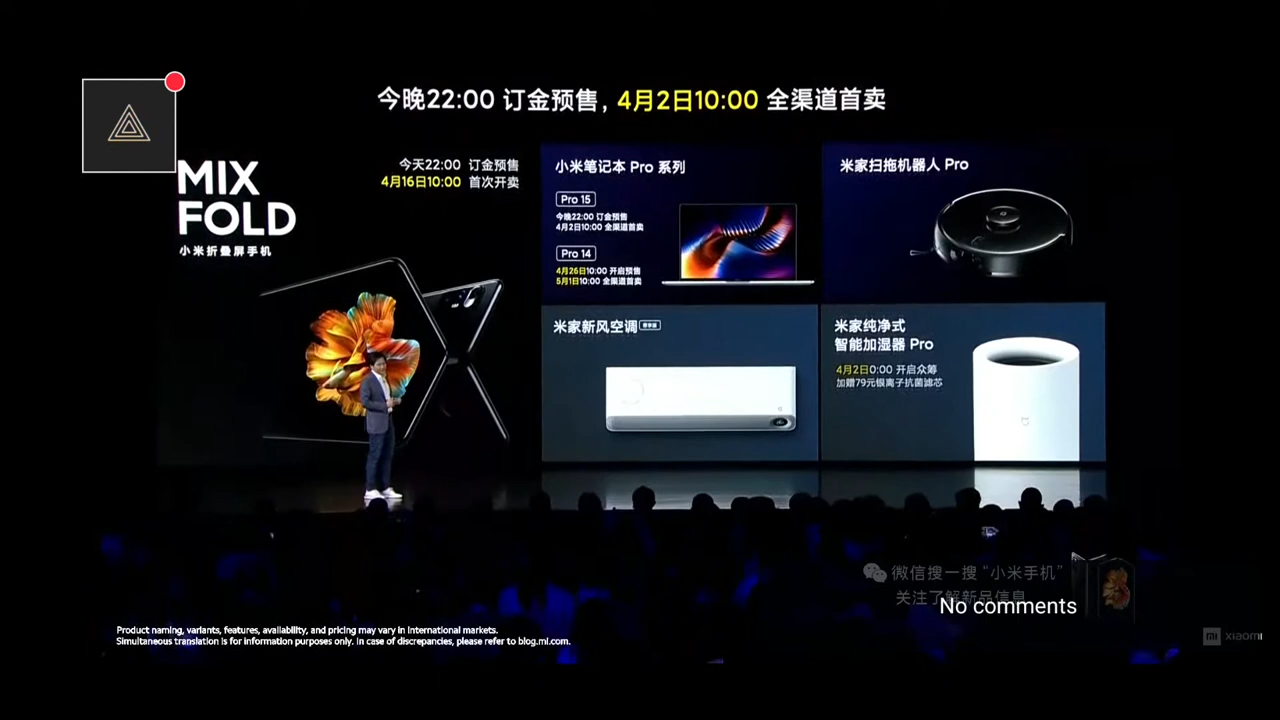 今晚22:00 订金预售, 4月2日10:00 全渠道首卖
MIX
FOLD
小米折叠屏手机
今天22:00 订金预售
4月16日10:00 首次开卖
小米笔记本 Pro 系列
Pro 15
今晚22:00 订金预售
4月2日10:00 全渠道首卖
Pro 14
4月26日10:00 开启预售
5月1日10:00 全渠道首卖
米家扫拖机器人 Pro
米家新风空调
米家纯净式
智能加湿器 Pro
4月2日0:00 开启众筹
加赠79元银离子抗菌滤芯
微信搜一搜“小米手机”
关注了解新品信息
No comments
Product naming, variants, features, availability, and pricing may vary in international markets.
Simultaneous translation is for information purposes only. In case of discrepancies, please refer to blog.mi.com.
mi xiaomi